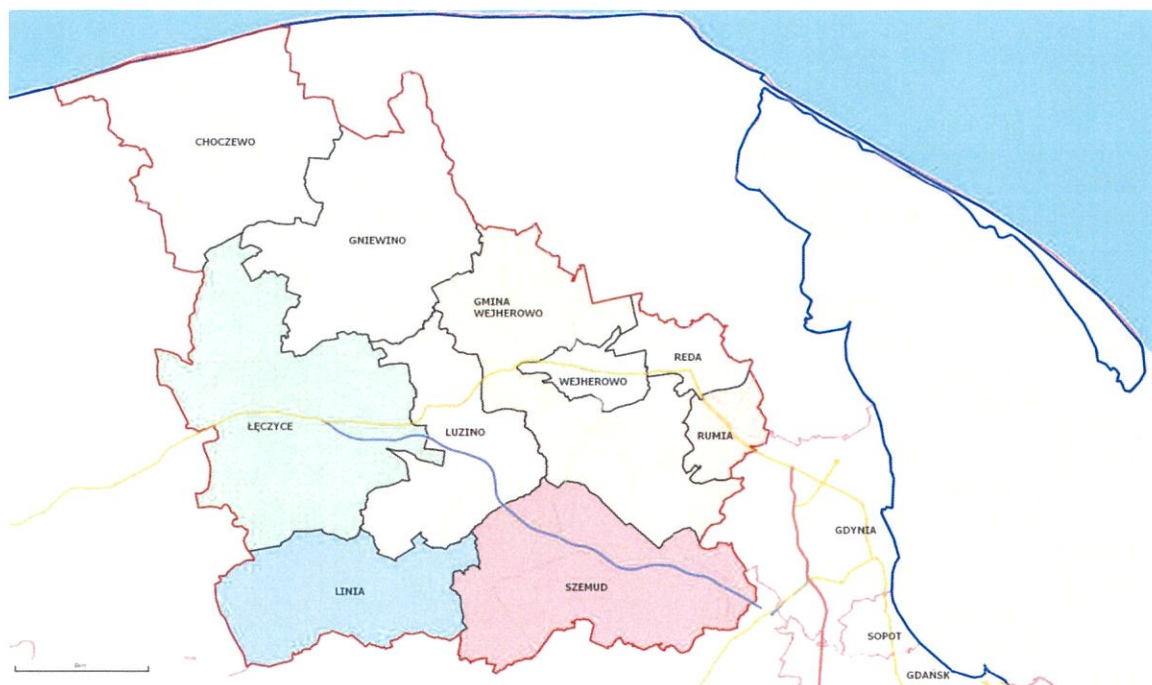 CHOCZEWO
GNIEWINO
GMINA
WEJHEROWO
REDA
WEJHEROWO
ŁĘCZYCE
LUZINO
RUMIA
GDYNIA
LINIA
SZEMUD
SOPOT
GDAŃSK